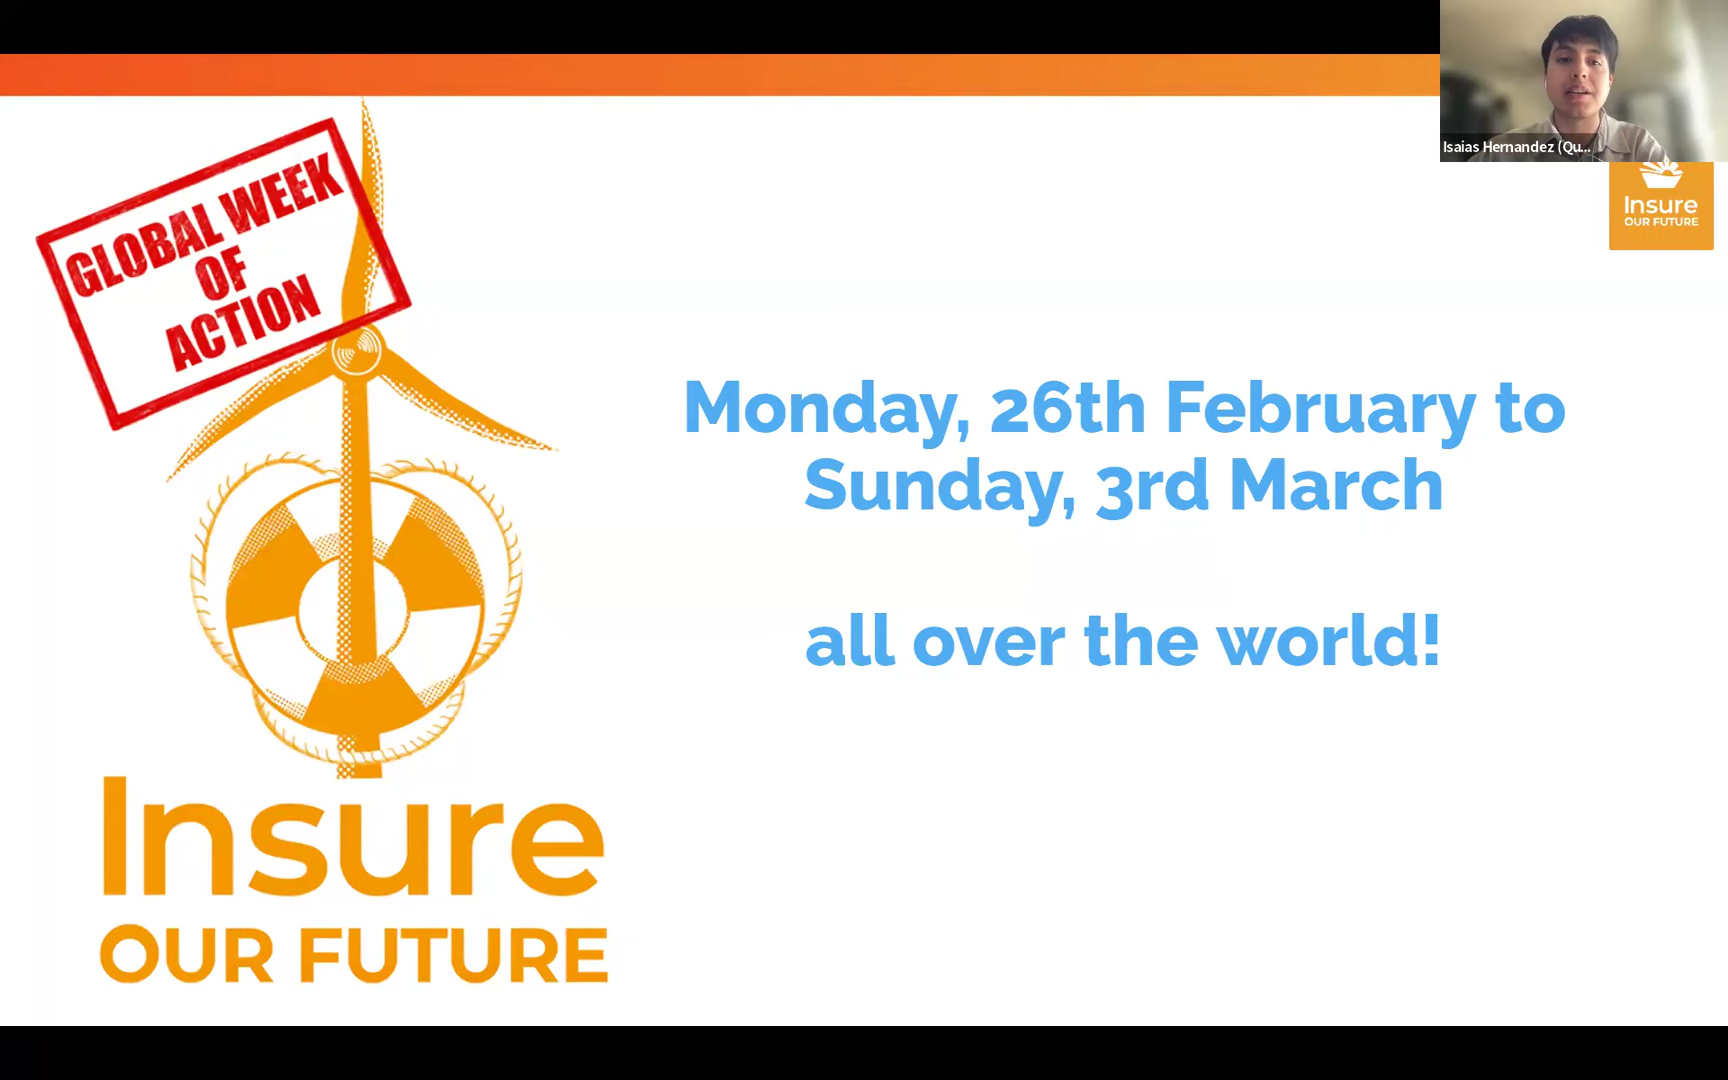 Isaias Hernandez (Qu...
Insure
OUR FUTURE
GLOBAL WEEK
OF
ACTION
Monday, 26th February to
Sunday, 3rd March
all over the world!
Insure
OUR FUTURE